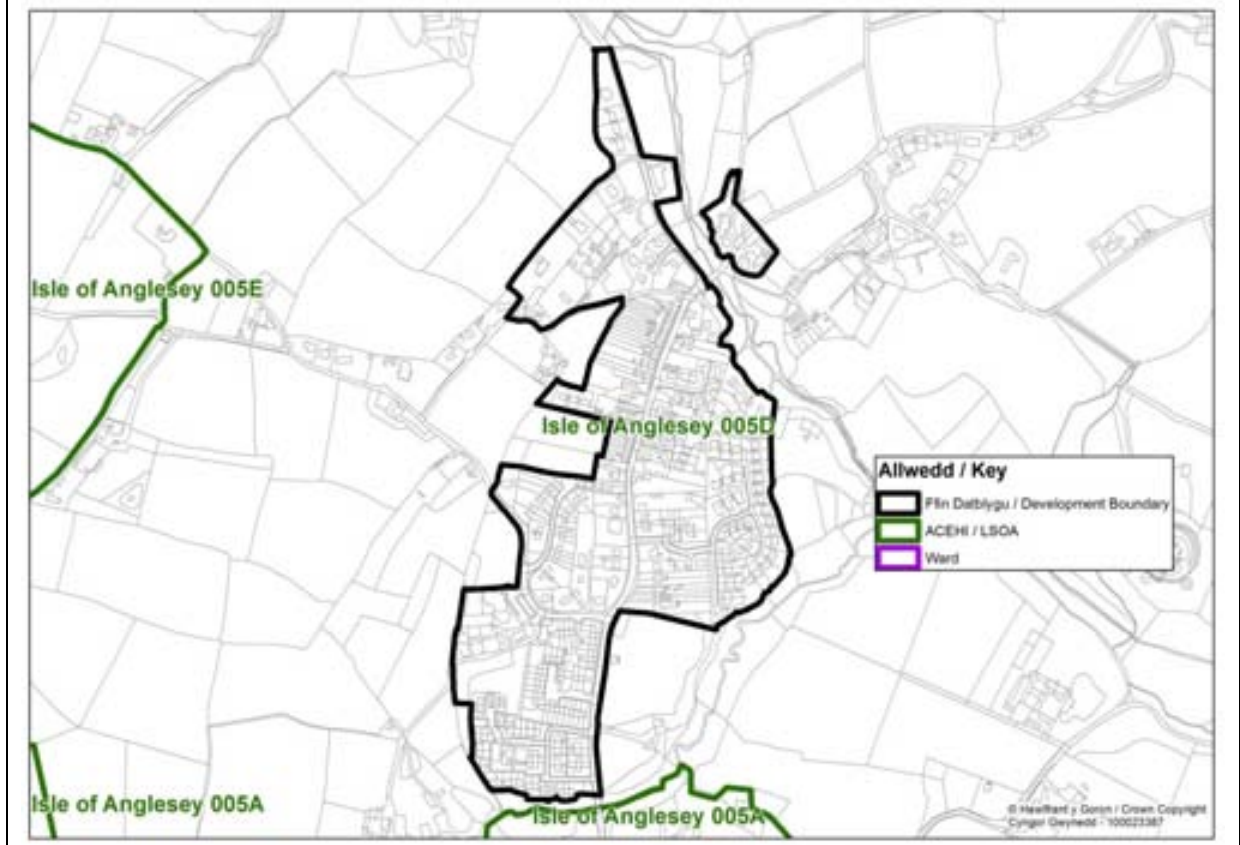 Isle of Anglesey 005E
Isle of Anglesey 005D
Allwedd / Key
Ffin Datblygu / Development Boundary
ACEHI / LSOA
Ward
Isle of Anglesey 005A
Isle of Anglesey 005A
© Hawlfraint y Goron / Crown Copyright
Cyngor Gwynedd - 100023387